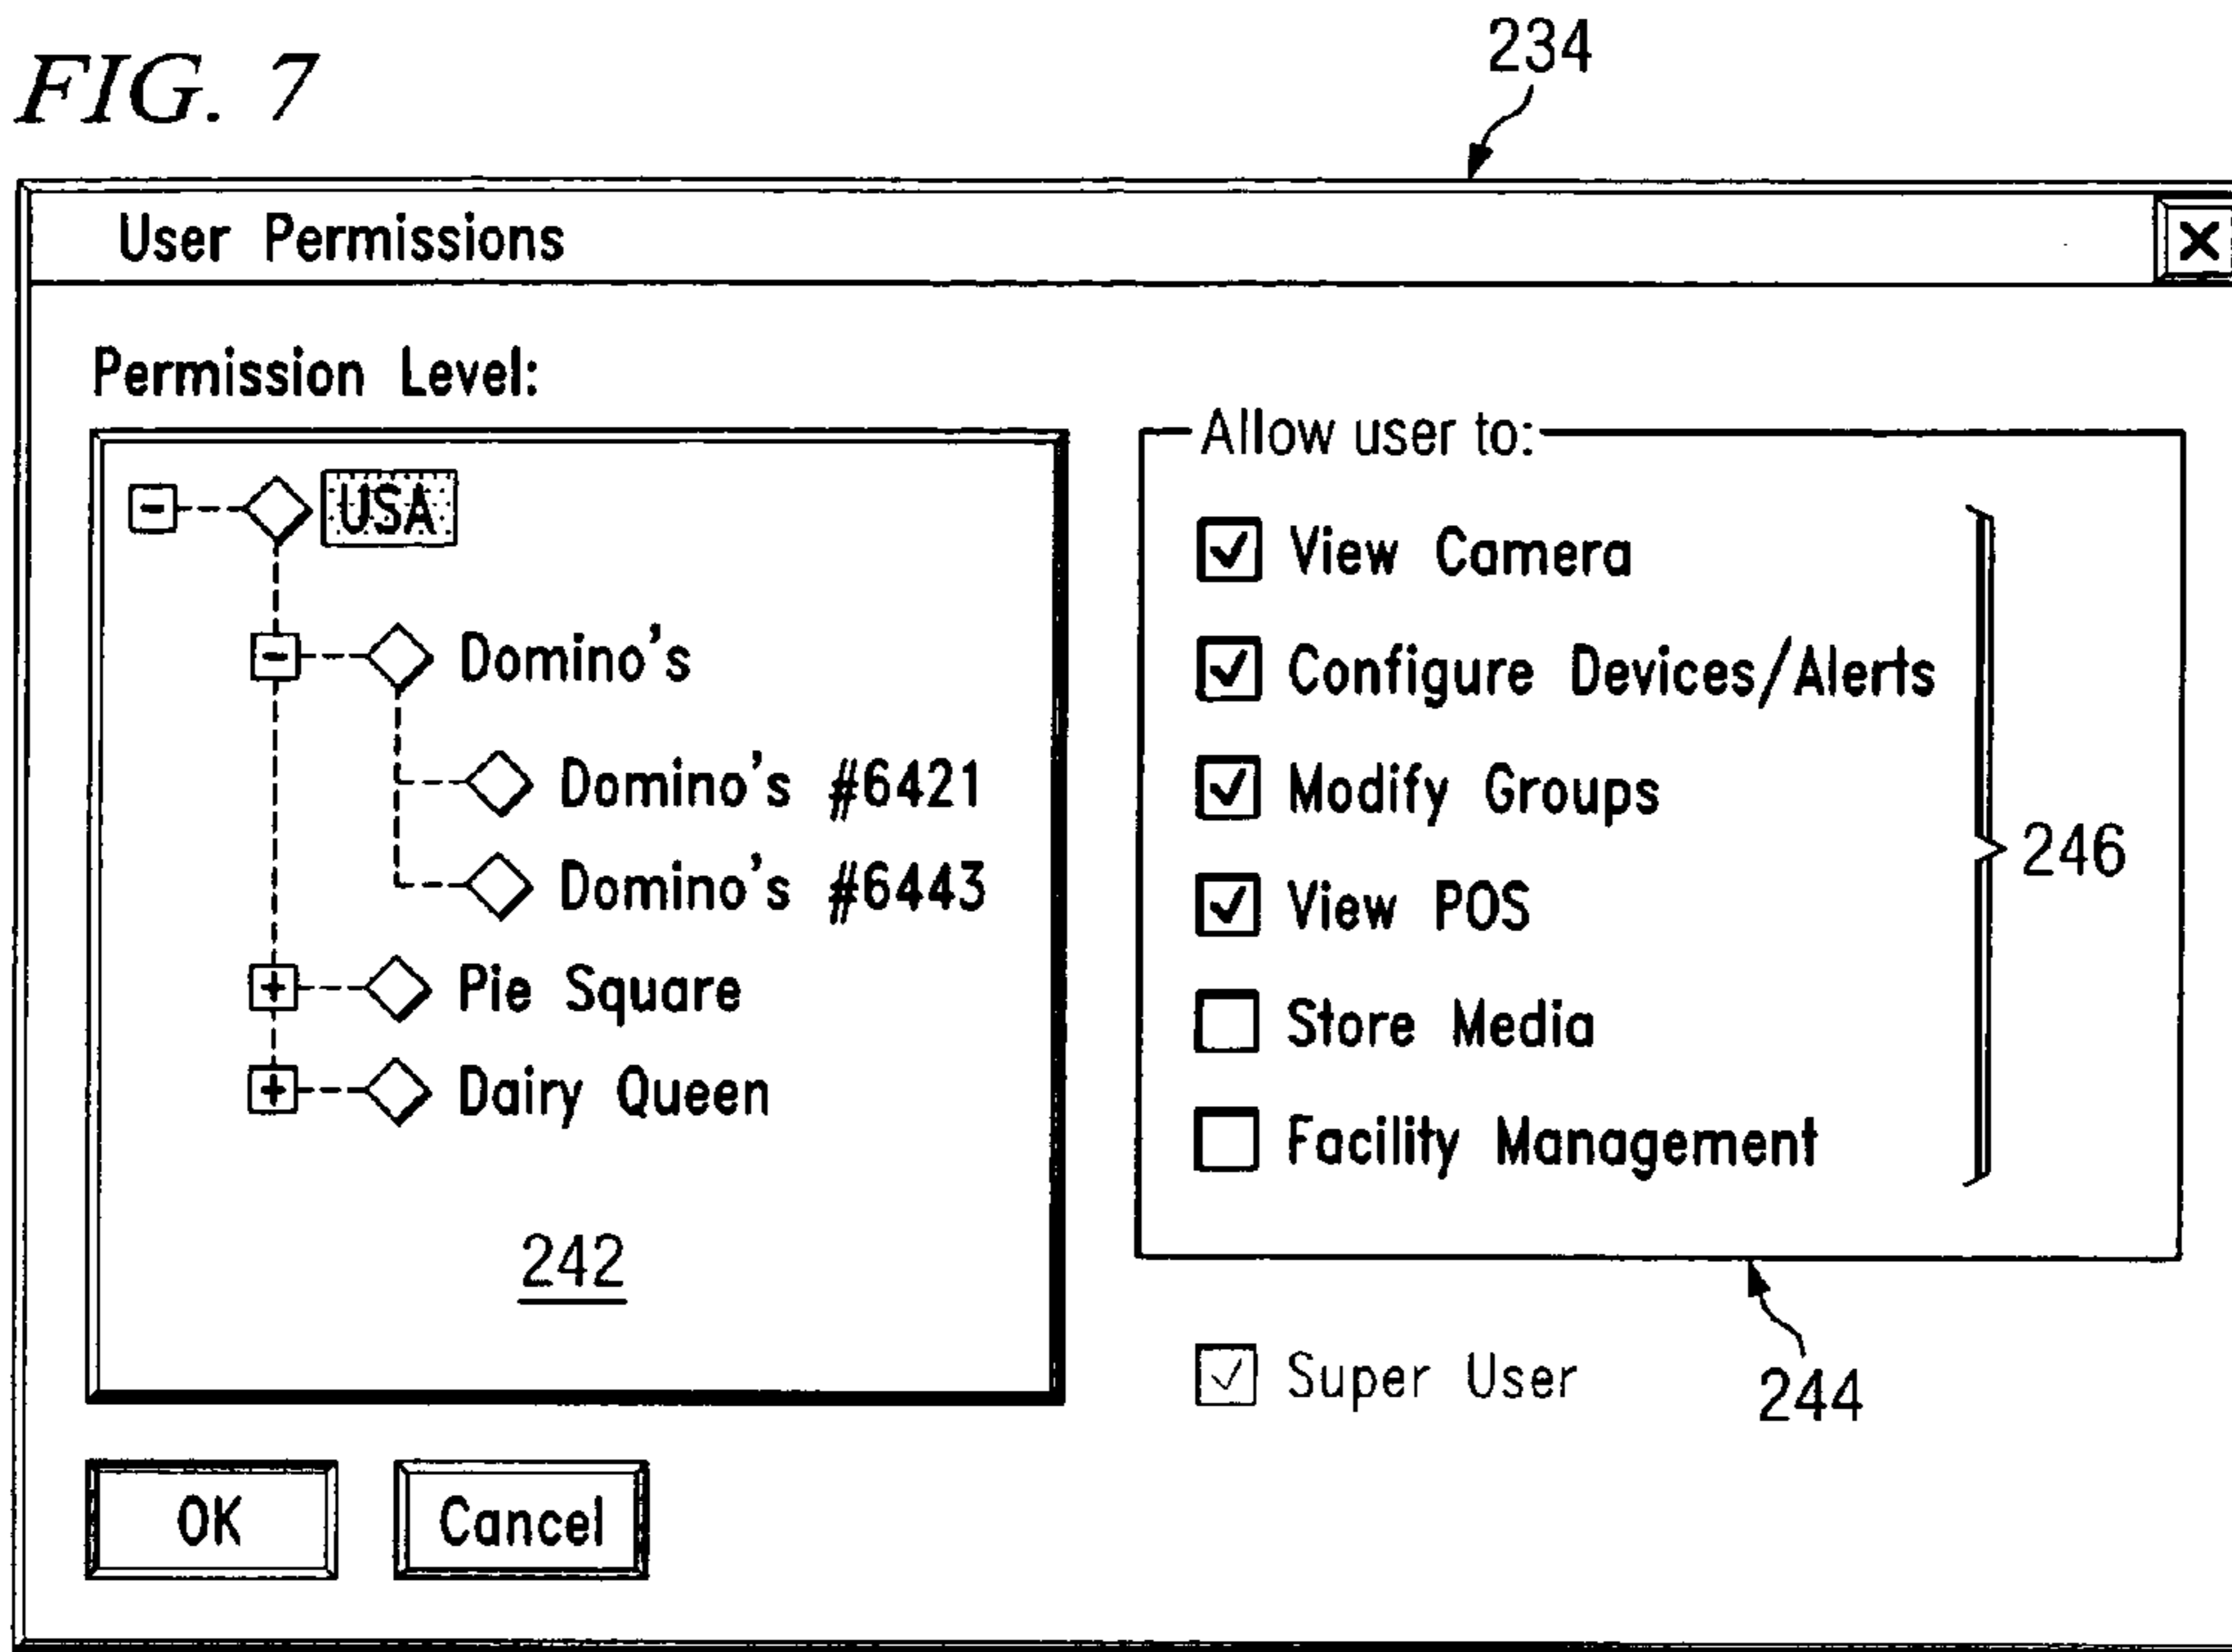 FIG. 7
234
User Permissions
Permission Level:
USA
Domino's
Domino's #6421
Domino's #6443
Pie Square
Dairy Queen
242
Allow user to:
View Camera
Configure Devices/Alerts
Modify Groups
View POS
Store Media
Facility Management
246
Super User
244
OK
Cancel